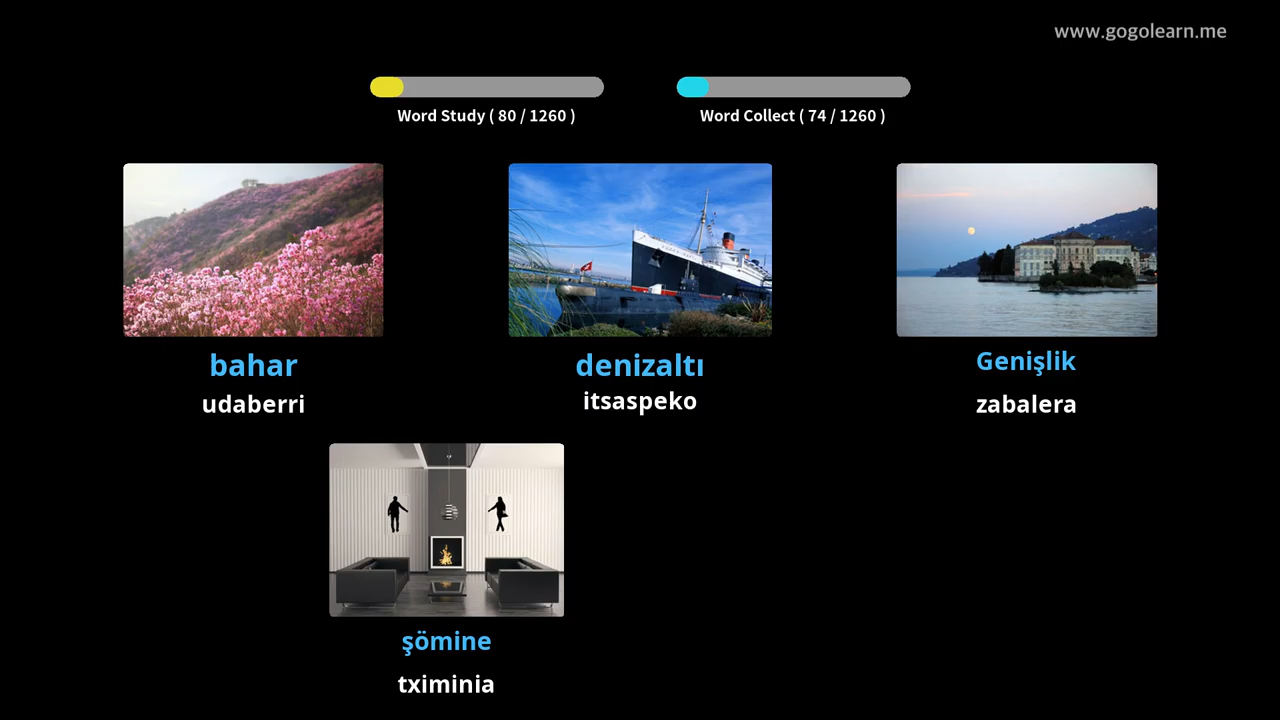 www.gogolearn.me
Word Study ( 80 / 1260 )
Word Collect ( 74 / 1260 )
bahar
udaberri
denizaltı
itsaspeko
Genişlik
zabalera
şömine
tximinia